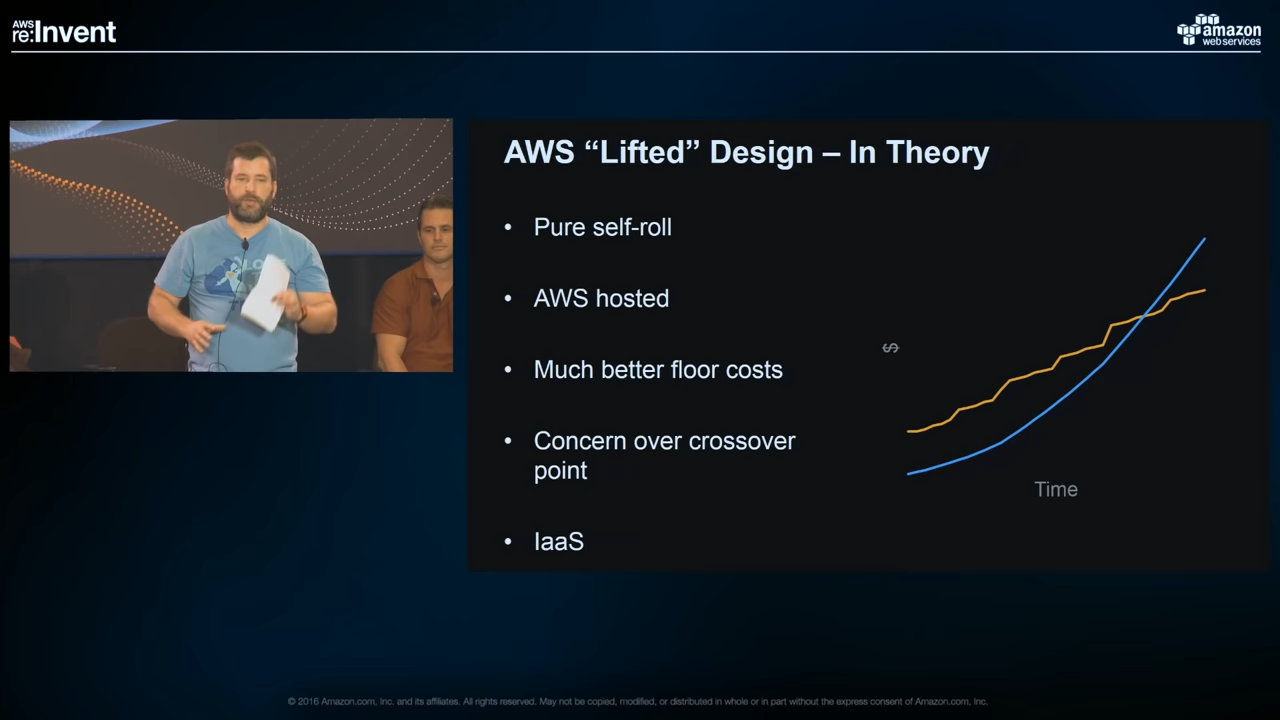 AWS
re:Invent
amazon
web services
AWS “Lifted” Design – In Theory
• Pure self-roll
• AWS hosted
• Much better floor costs
• Concern over crossover
point
• IaaS
$
Time
© 2016 Amazon.com, Inc. and its affiliates. All rights reserved. May not be copied, modified, or distributed in whole or in part without the express consent of Amazon.com, Inc.